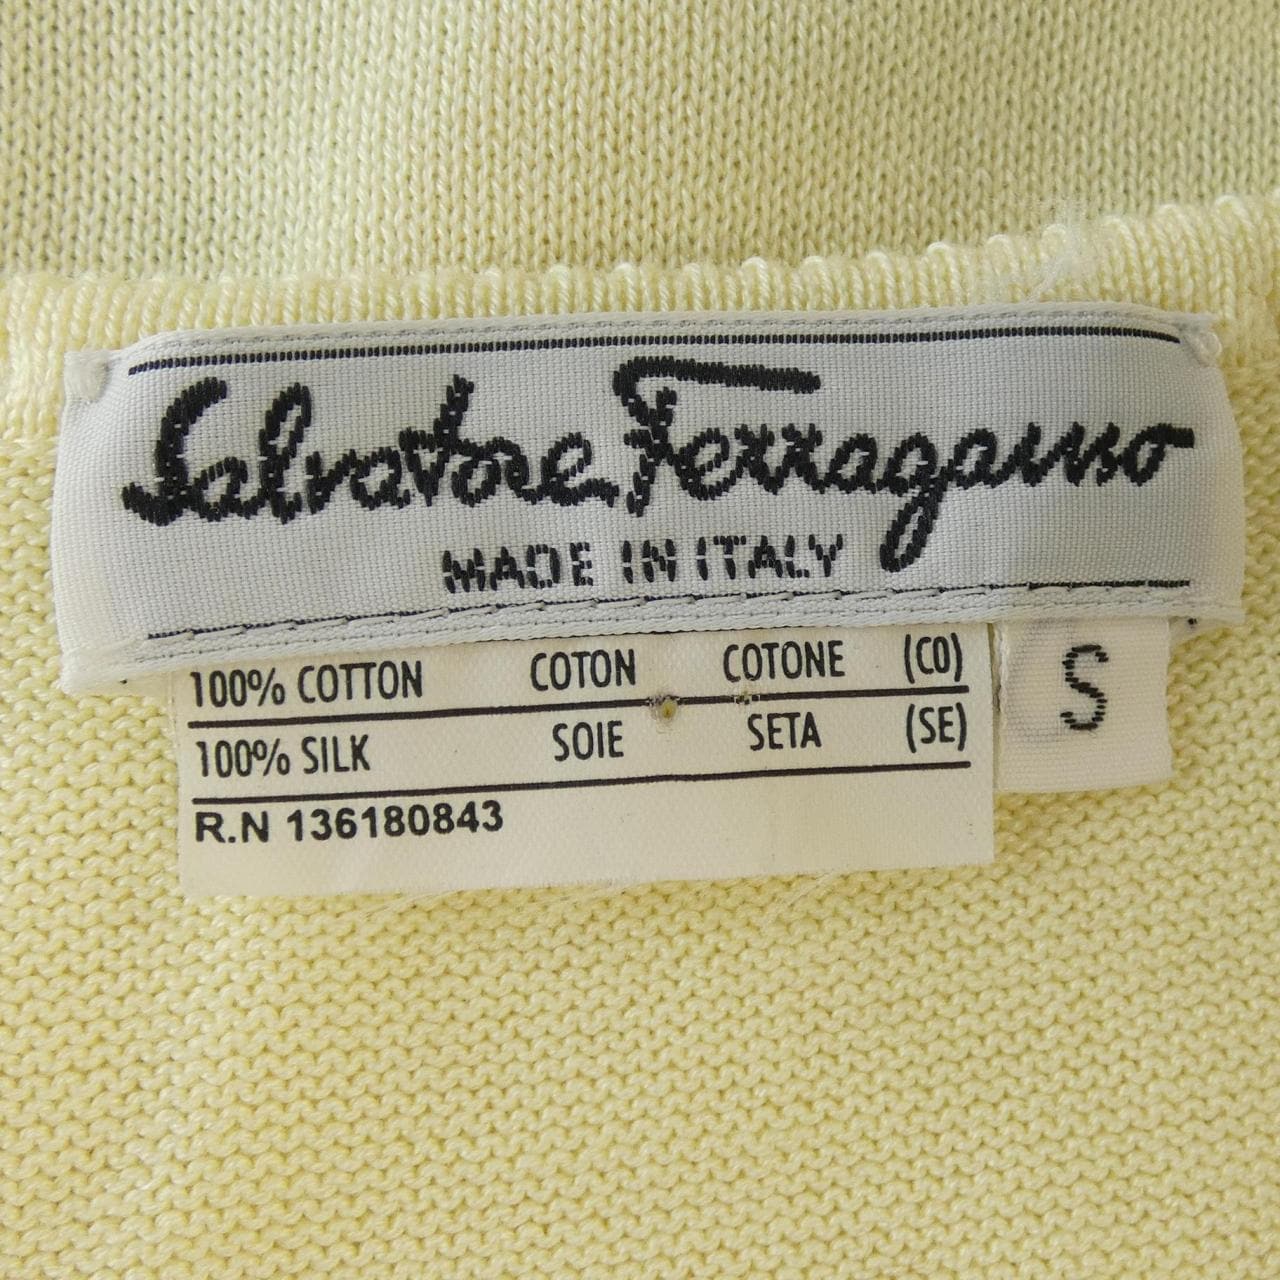 Salvatore Ferragamo
MADE IN ITALY
100% COTTON COTON COTONE (CO)
100% SILK SOIE SETA (SE)
R.N 136180843
S